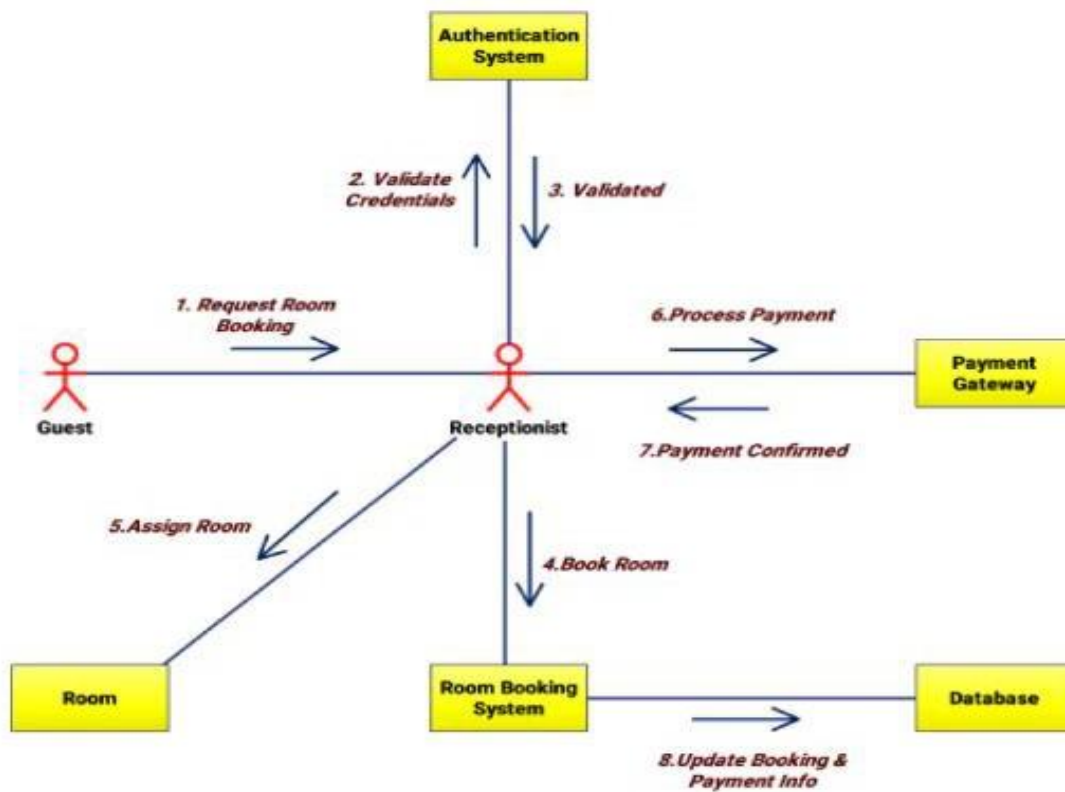 Authentication
System
2. Validate
Credentials
3. Validated
1. Request Room
Booking
6.Process Payment
Payment
Gateway
Guest
Receptionist
7.Payment Confirmed
5.Assign Room
4.Book Room
Room
Room Booking
System
Database
8.Update Booking &
Payment Info